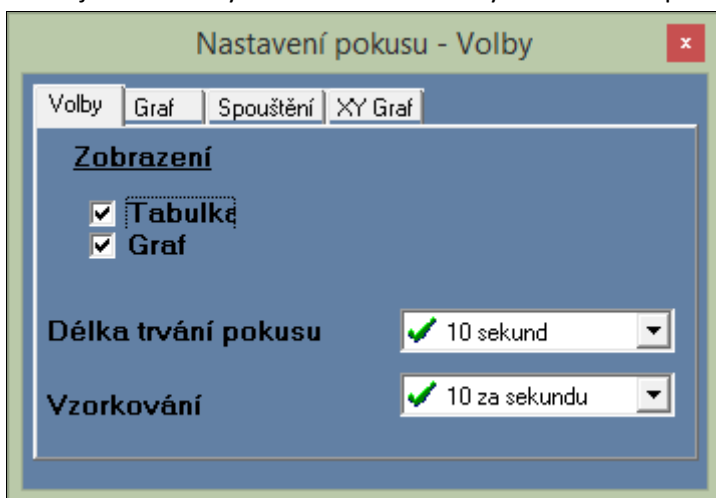 Nastavení pokusu - Volby
Volby Graf Spouštění XY Graf
Zobrazení
Tabulka
Graf
Délka trvání pokusu 10 sekund
Vzorkování 10 za sekundu